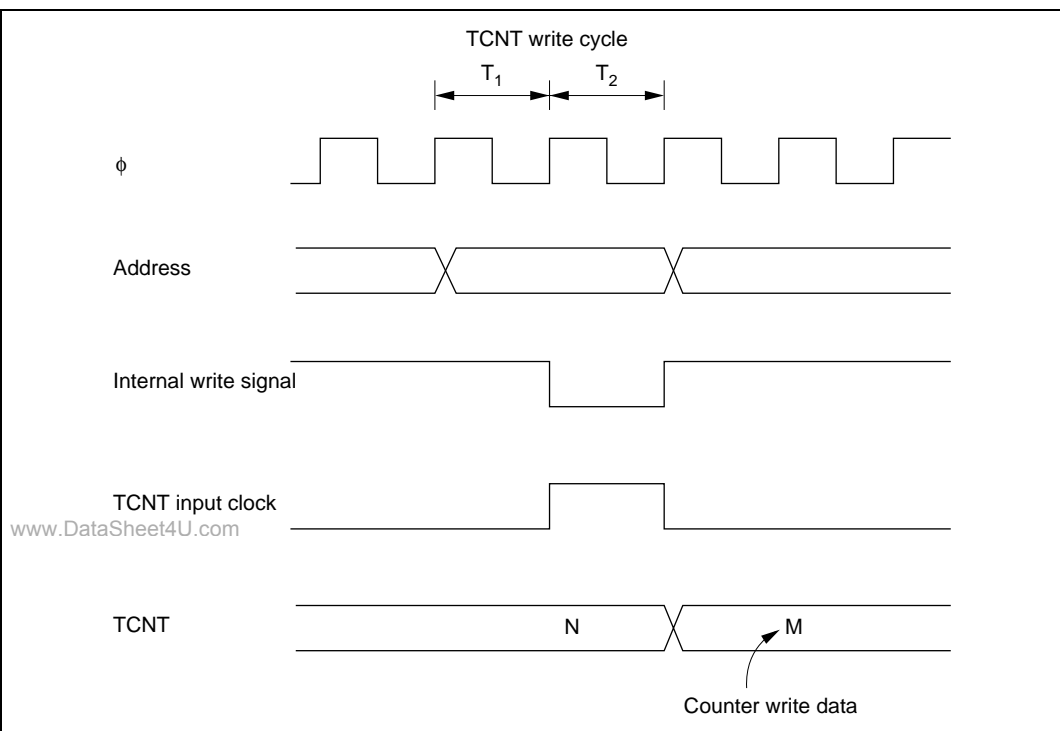 TCNT write cycle
T1 T2
ϕ
Address
Internal write signal
TCNT input clock
www.DataSheet4U.com
TCNT
N
M
Counter write data